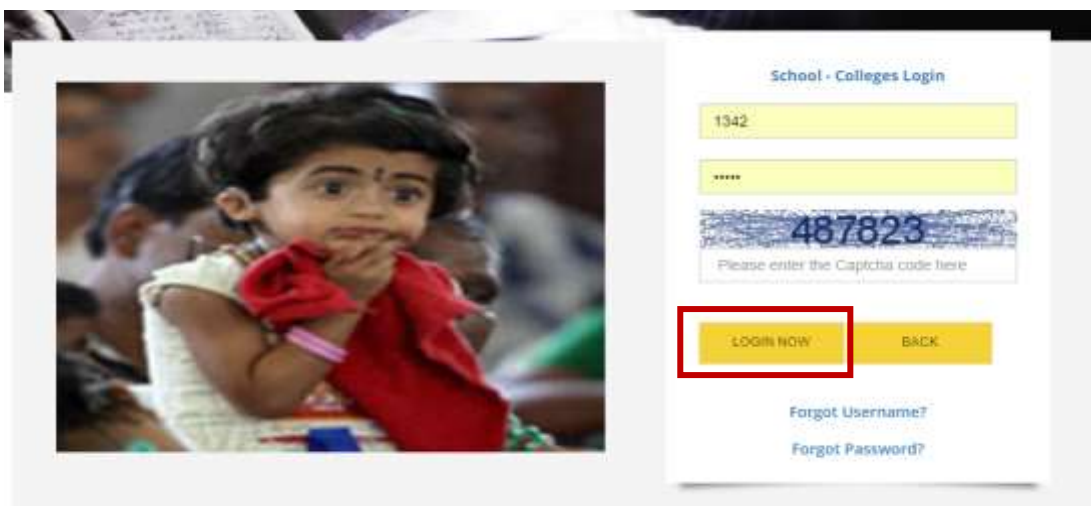 School - Colleges Login
1342
•••••
487823
Please enter the Captcha code here
LOGIN NOW
BACK
Forgot Username?
Forgot Password?